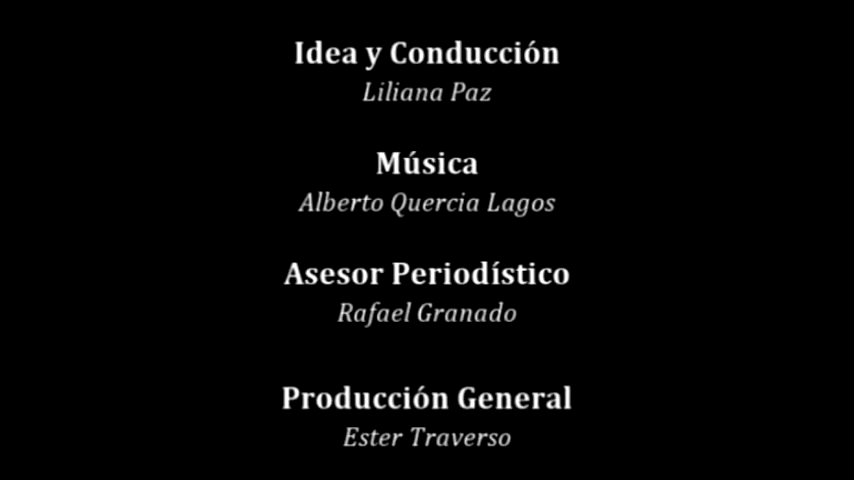 Idea y Conducción
Liliana Paz
Música
Alberto Quercia Lagos
Asesor Periodístico
Rafael Granado
Producción General
Ester Traverso